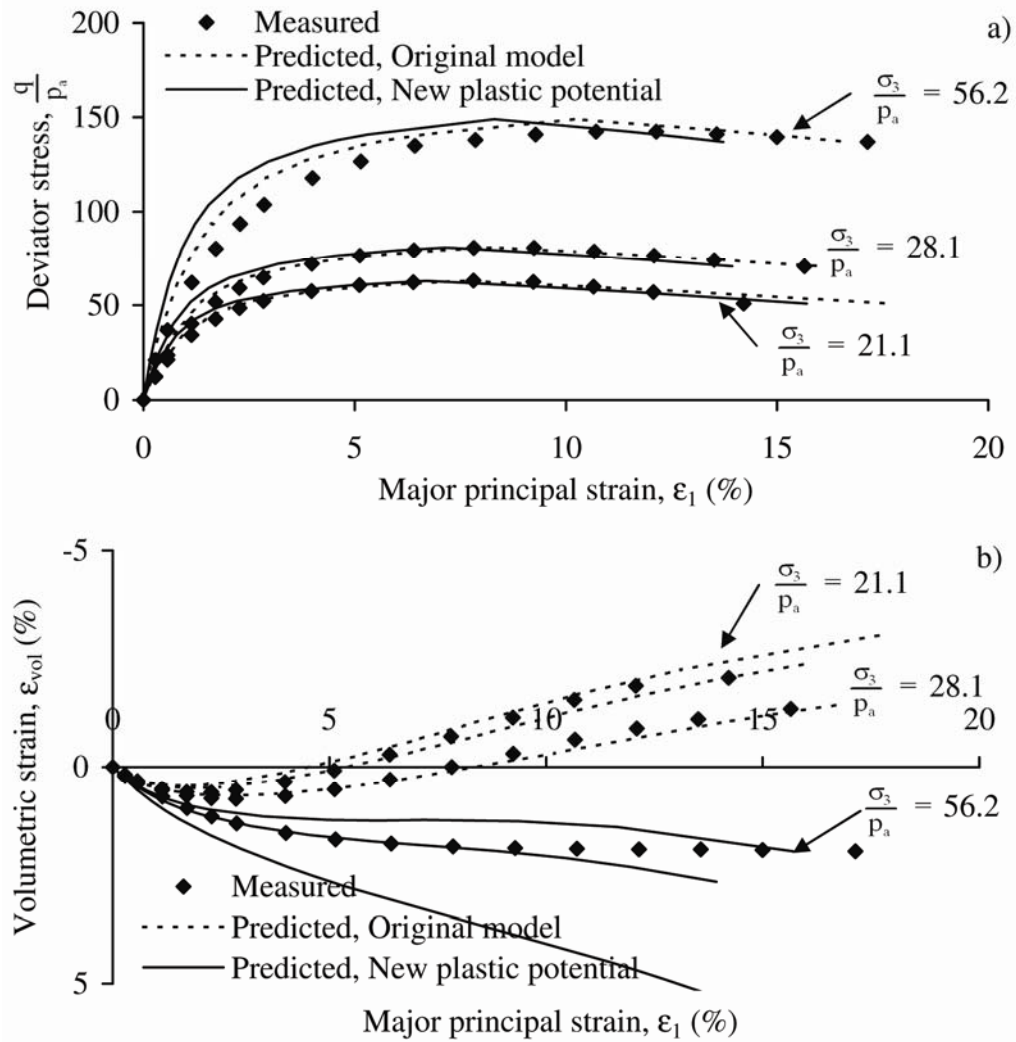 200
a)
Measured
Predicted, Original model
Predicted, New plastic potential
σ3/pa = 56.2
150
100
σ3/pa = 28.1
50
σ3/pa = 21.1
0
0 5 10 15 20
Deviator stress, q/pa
Major principal strain, ε1 (%)
-5
b)
σ3/pa = 21.1
σ3/pa = 28.1
0 5 10 15 20
0
σ3/pa = 56.2
Measured
Predicted, Original model
Predicted, New plastic potential
5
Volumetric strain, εvol (%)
Major principal strain, ε1 (%)